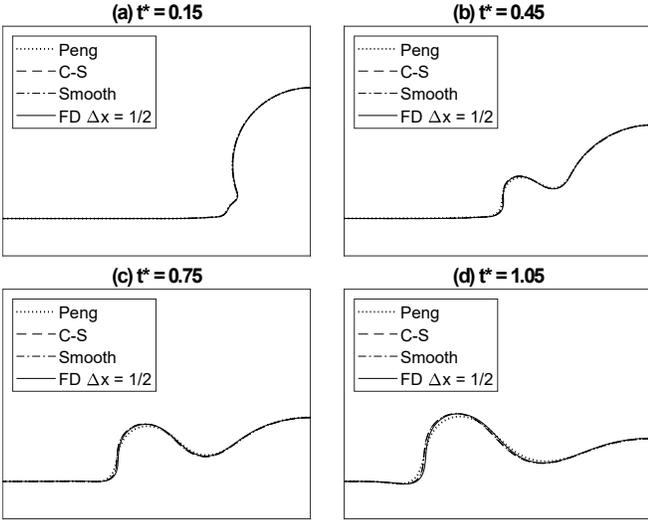 (a) t* = 0.15
Peng
C-S
Smooth
FD Δx = 1/2
(b) t* = 0.45
Peng
C-S
Smooth
FD Δx = 1/2
(c) t* = 0.75
Peng
C-S
Smooth
FD Δx = 1/2
(d) t* = 1.05
Peng
C-S
Smooth
FD Δx = 1/2